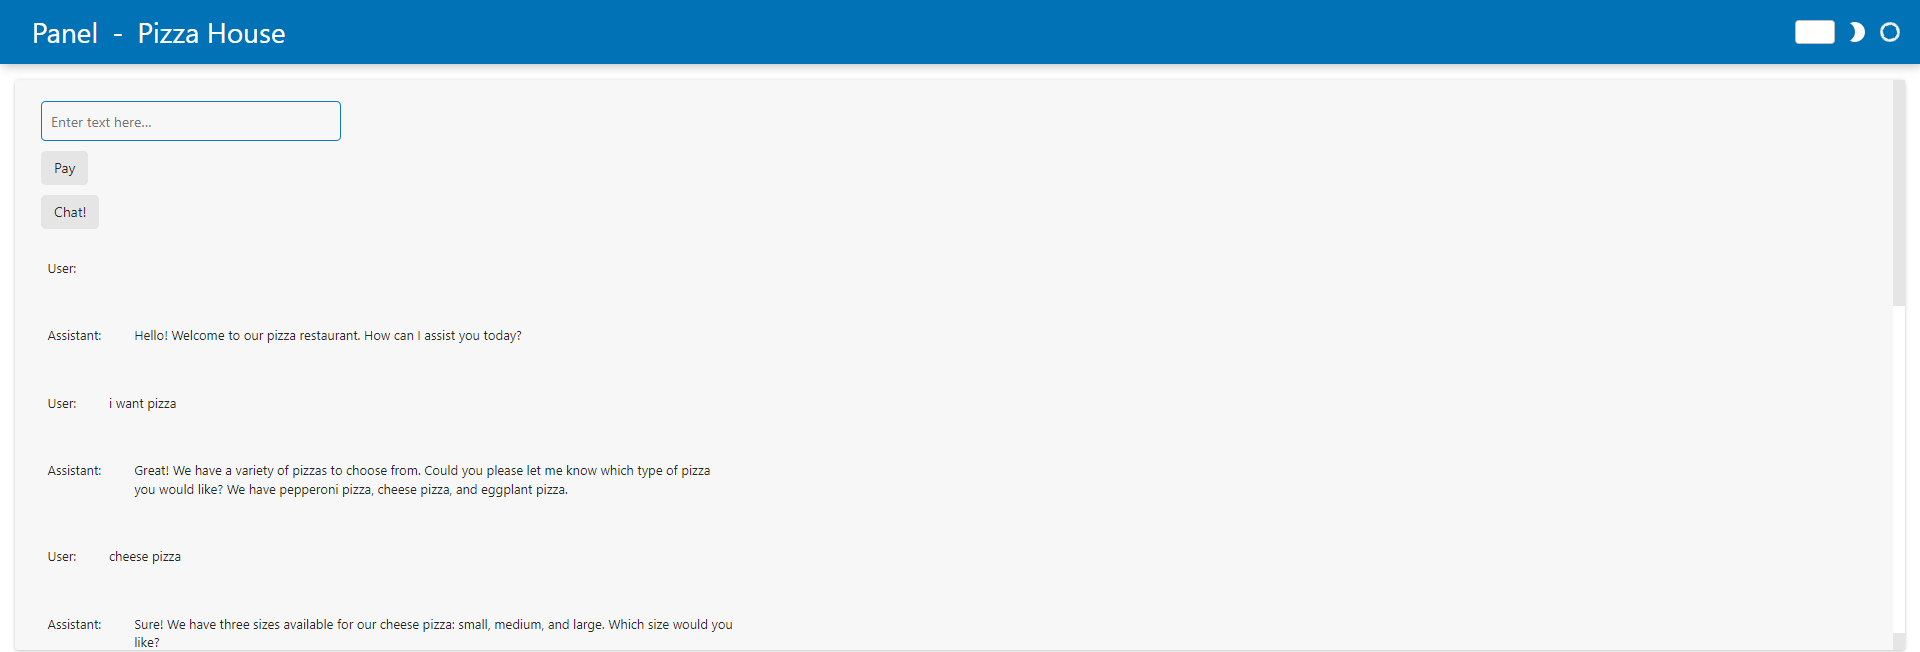 Panel - Pizza House
Enter text here...
Pay
Chat!
User:
Assistant: Hello! Welcome to our pizza restaurant. How can I assist you today?
User: i want pizza
Assistant: Great! We have a variety of pizzas to choose from. Could you please let me know which type of pizza
you would like? We have pepperoni pizza, cheese pizza, and eggplant pizza.
User: cheese pizza
Assistant: Sure! We have three sizes available for our cheese pizza: small, medium, and large. Which size would you
like?